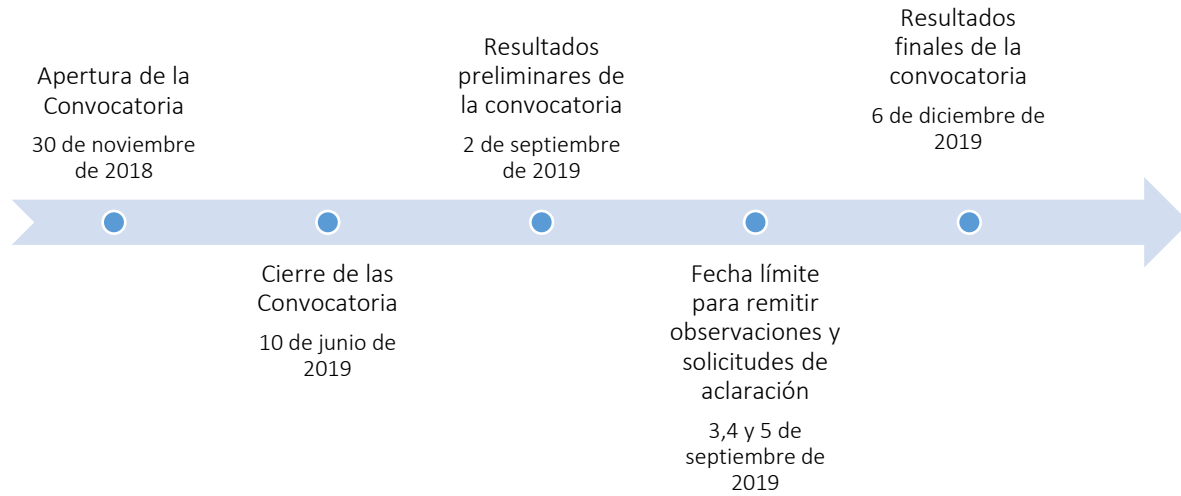 Apertura de la
Convocatoria
30 de noviembre
de 2018
Cierre de las
Convocatoria
10 de junio de
2019
Resultados
preliminares de
la convocatoria
2 de septiembre
de 2019
Fecha límite
para remitir
observaciones y
solicitudes de
aclaración
3,4 y 5 de
septiembre de
2019
Resultados
finales de la
convocatoria
6 de diciembre de
2019